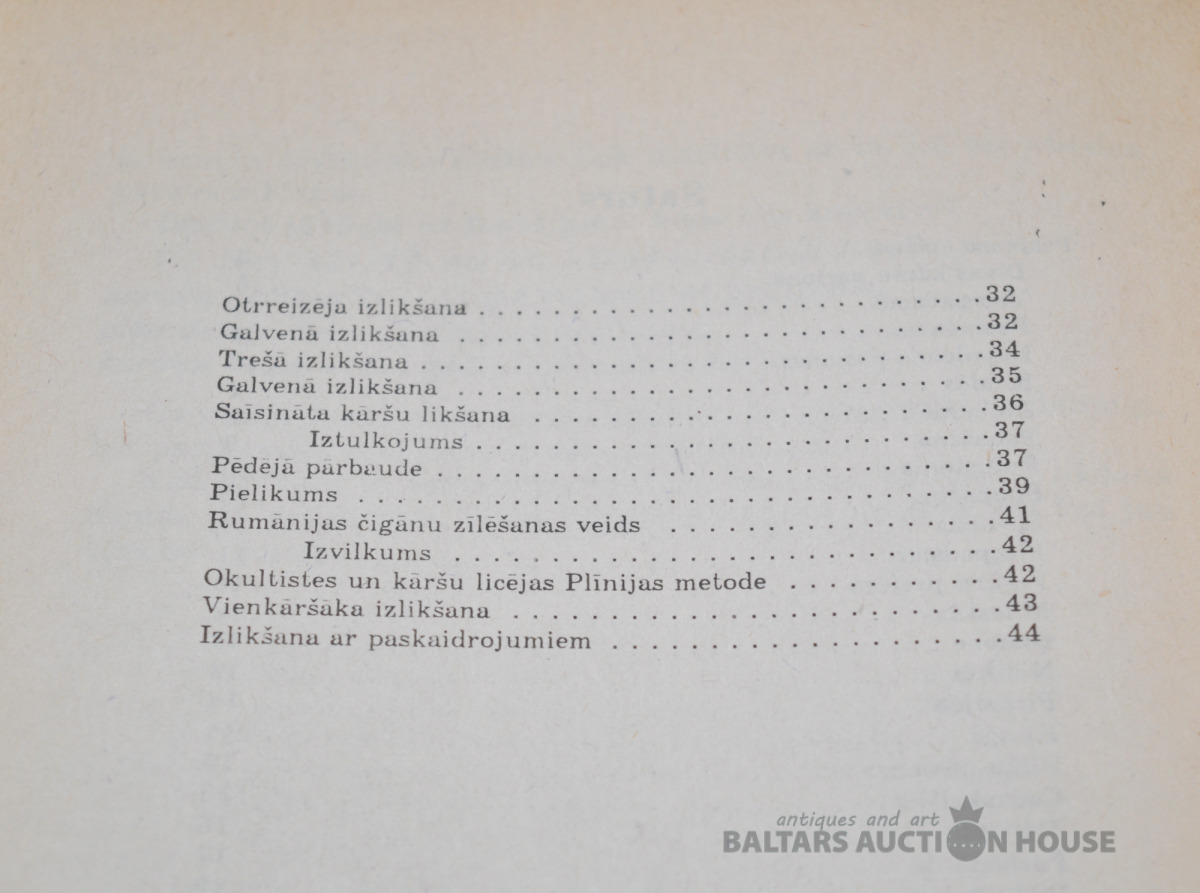 Otrreizēja izlikšana . . . . . . . . . . . . . . . . . . . . . 32
Galvenā izlikšana . . . . . . . . . . . . . . . . . . . . . 32
Trešā izlikšana . . . . . . . . . . . . . . . . . . . . . . . 34
Galvenā izlikšana . . . . . . . . . . . . . . . . . . . . . 35
Saīsināta kāršu likšana . . . . . . . . . . . . . . . . . . 36
Iztulkojums . . . . . . . . . . . . . . . . . . . . . 37
Pēdējā pārbaude . . . . . . . . . . . . . . . . . . . . . . 37
Pielikums . . . . . . . . . . . . . . . . . . . . . . . . . 39
Rumānijas čigānu zīlēšanas veids . . . . . . . . . . . . . 41
Izvilkums . . . . . . . . . . . . . . . . . . . . . 42
Okultistes un kāršu licējas Plīnijas metode . . . . . . . . . 42
Vienkāršāka izlikšana . . . . . . . . . . . . . . . . . . . 43
Izlikšana ar paskaidrojumiem . . . . . . . . . . . . . . . 44
antiques and art
BALTARS AUCTION HOUSE